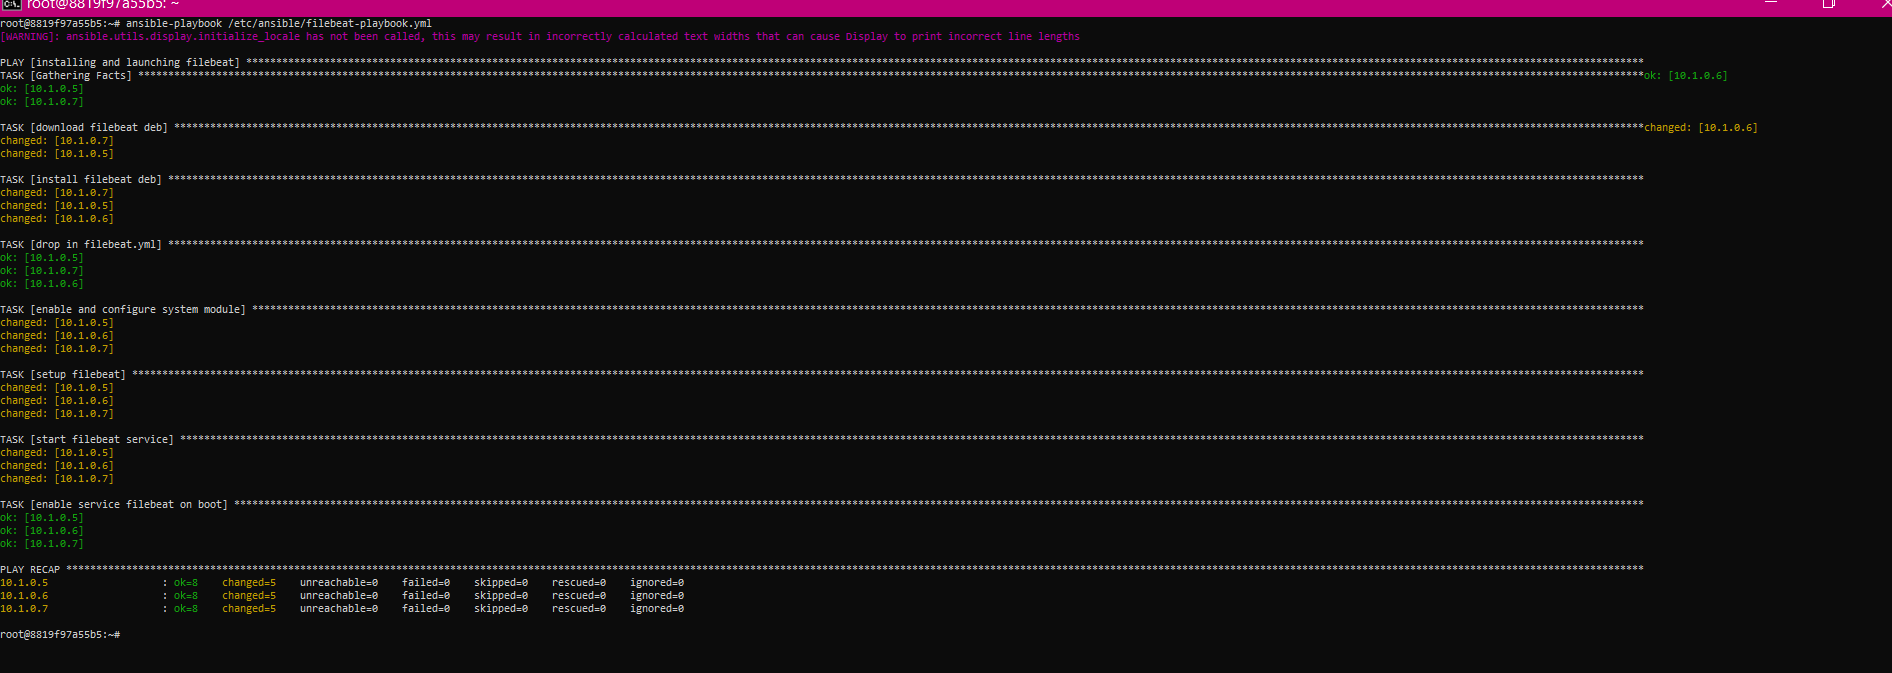 root@8819f97a55b5: ~
root@8819f97a55b5:~# ansible-playbook /etc/ansible/filebeat-playbook.yml
[WARNING]: ansible.utils.display.initialize_locale has not been called, this may result in incorrectly calculated text widths that can cause Display to print incorrect line lengths
PLAY [installing and launching filebeat] ****************************************************************************************************************************************************************************************************************************************
TASK [Gathering Facts] **********************************************************************************************************************************************************************************************************************************************************ok: [10.1.0.6]
ok: [10.1.0.5]
ok: [10.1.0.7]
TASK [download filebeat deb] ****************************************************************************************************************************************************************************************************************************************************changed: [10.1.0.6]
changed: [10.1.0.7]
changed: [10.1.0.5]
TASK [install filebeat deb] *****************************************************************************************************************************************************************************************************************************************************
changed: [10.1.0.7]
changed: [10.1.0.5]
changed: [10.1.0.6]
TASK [drop in filebeat.yml] *****************************************************************************************************************************************************************************************************************************************************
ok: [10.1.0.5]
ok: [10.1.0.7]
ok: [10.1.0.6]
TASK [enable and configure system module] ***************************************************************************************************************************************************************************************************************************************
changed: [10.1.0.5]
changed: [10.1.0.6]
changed: [10.1.0.7]
TASK [setup filebeat] ***********************************************************************************************************************************************************************************************************************************************************
changed: [10.1.0.5]
changed: [10.1.0.6]
changed: [10.1.0.7]
TASK [start filebeat service] ***************************************************************************************************************************************************************************************************************************************************
changed: [10.1.0.5]
changed: [10.1.0.6]
changed: [10.1.0.7]
TASK [enable service filebeat on boot] ******************************************************************************************************************************************************************************************************************************************
ok: [10.1.0.5]
ok: [10.1.0.6]
ok: [10.1.0.7]
PLAY RECAP **********************************************************************************************************************************************************************************************************************************************************************
10.1.0.5 : ok=8 changed=5 unreachable=0 failed=0 skipped=0 rescued=0 ignored=0
10.1.0.6 : ok=8 changed=5 unreachable=0 failed=0 skipped=0 rescued=0 ignored=0
10.1.0.7 : ok=8 changed=5 unreachable=0 failed=0 skipped=0 rescued=0 ignored=0
root@8819f97a55b5:~#